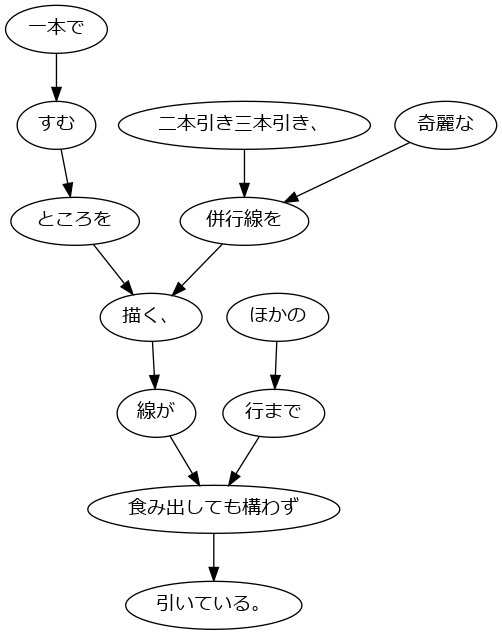 一本で
すむ
二本引き三本引き、
奇麗な
ところを
併行線を
描く、
ほかの
線が
行まで
食み出しても構わず
引いている。